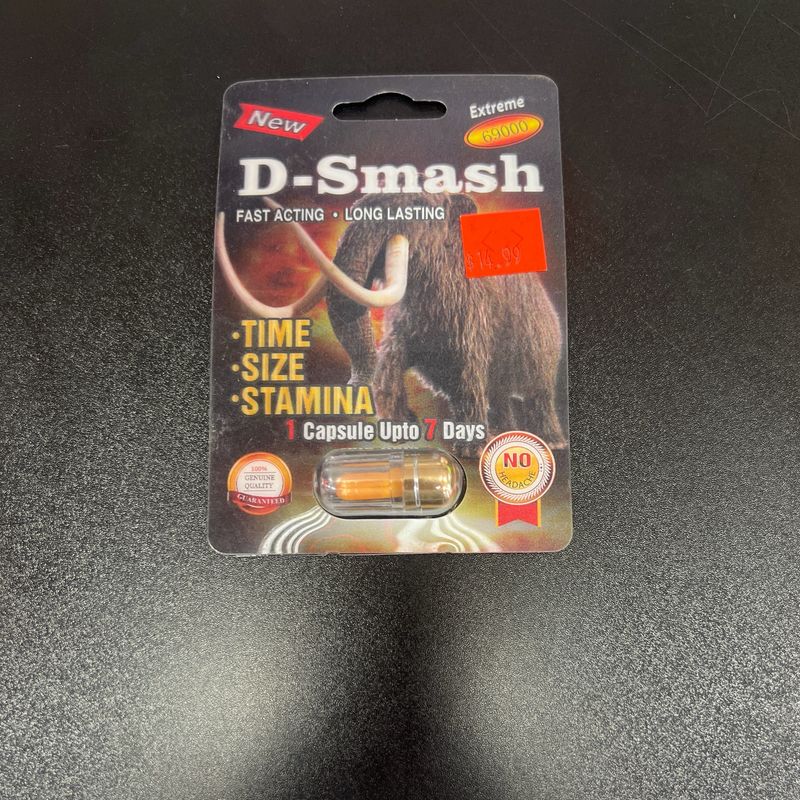 New
Extreme
69000
D-Smash
FAST ACTING • LONG LASTING
$14.99
•TIME
•SIZE
•STAMINA
1 Capsule Upto 7 Days
100%
GENUINE
QUALITY
GUARANTEED
NO
HEADACHE